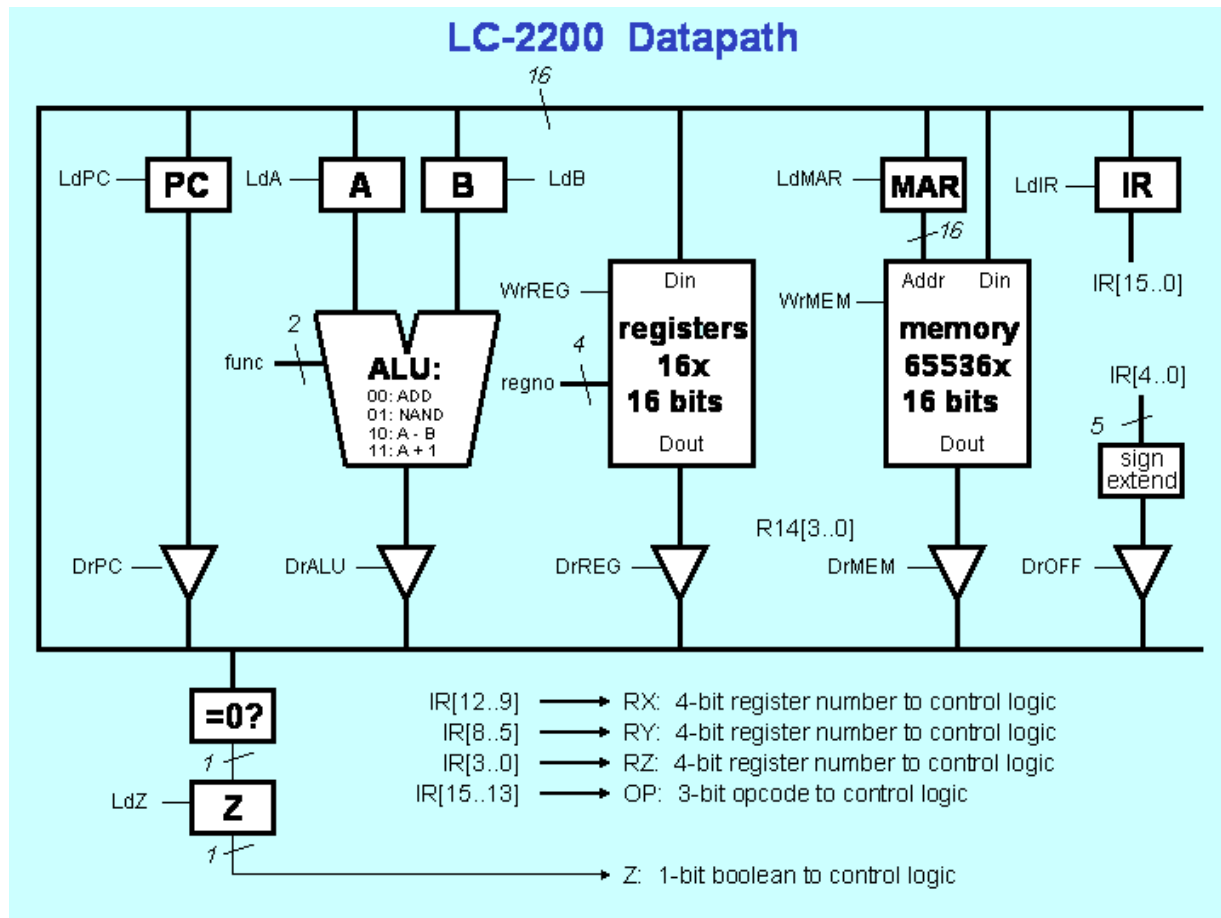 LC-2200 Datapath
16
LdPC
PC
LdA
A
B
LdB
LdMAR
MAR
LdIR
IR
16
IR[15..0]
WrREG
Din
registers
16x
16 bits
Dout
4
regno
WrMEM
Addr Din
memory
65536x
16 bits
Dout
2
func
ALU:
00: ADD
01: NAND
10: A - B
11: A + 1
IR[4..0]
5
sign
extend
R14[3..0]
DrPC
DrALU
DrREG
DrMEM
DrOFF
=0?
1
LdZ
Z
1
IR[12..9] RX: 4-bit register number to control logic
IR[8..5] RY: 4-bit register number to control logic
IR[3..0] RZ: 4-bit register number to control logic
IR[15..13] OP: 3-bit opcode to control logic
Z: 1-bit boolean to control logic